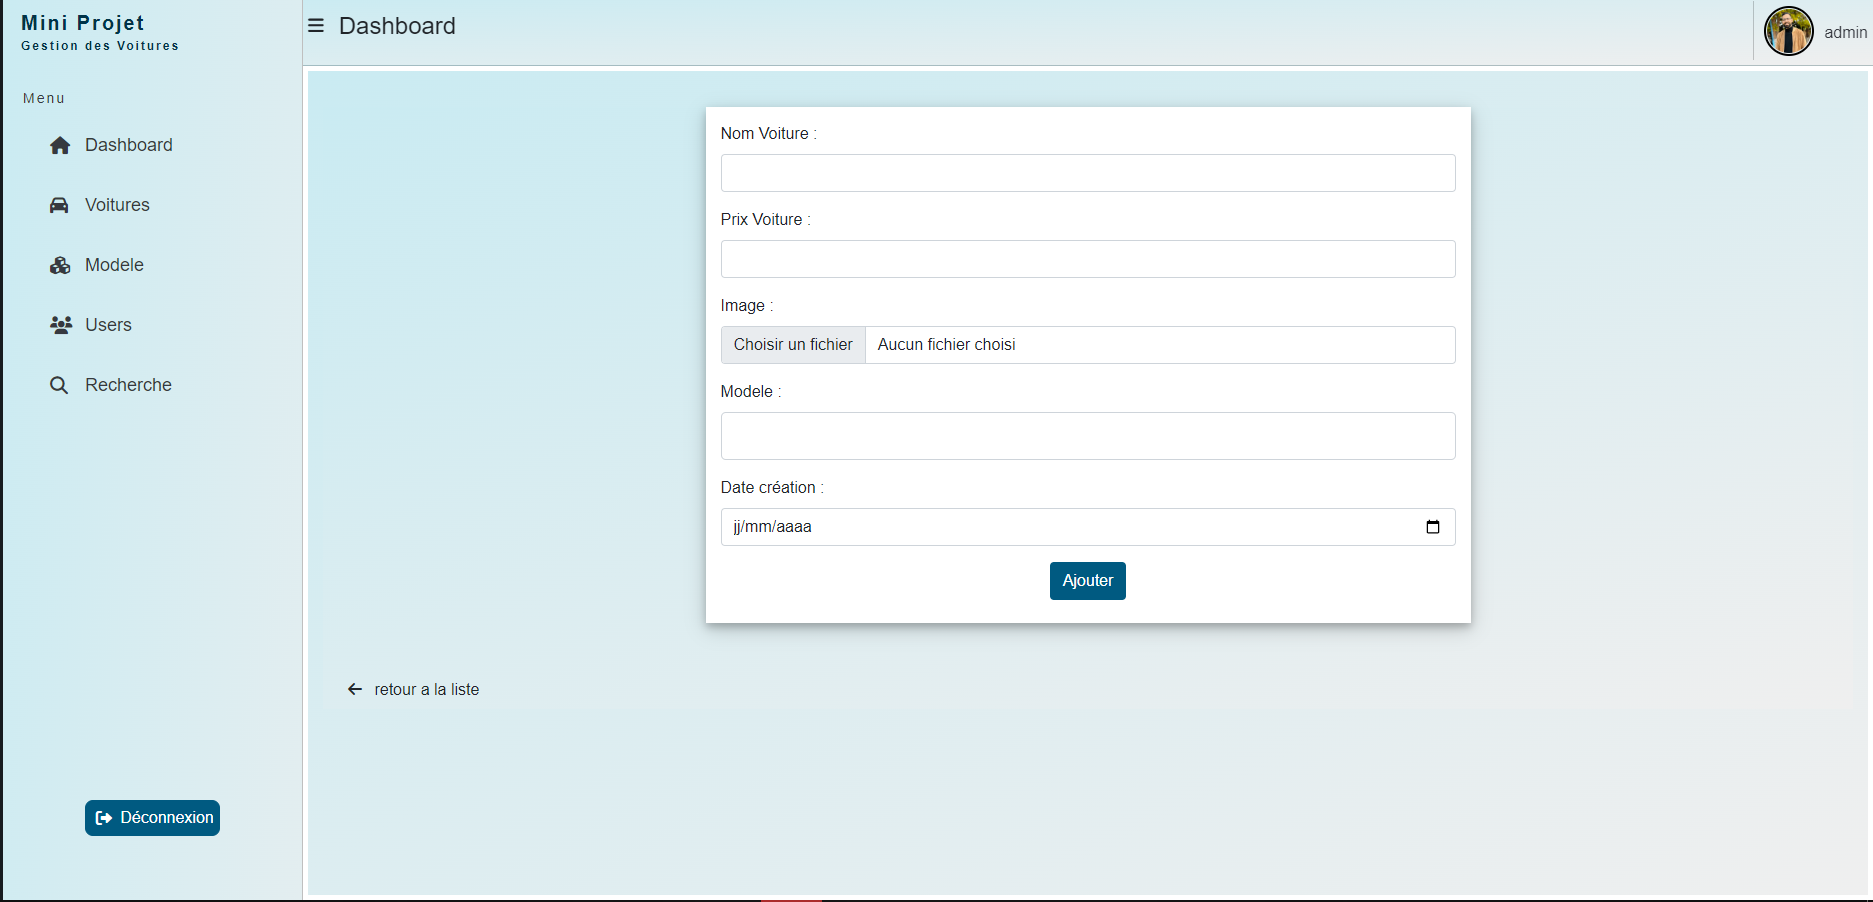 Mini Projet
Gestion des Voitures
Menu
Dashboard
Voitures
Modele
Users
Recherche
Déconnexion
Dashboard
admin
Nom Voiture :
Prix Voiture :
Image :
Choisir un fichier Aucun fichier choisi
Modele :
Date création :
jj/mm/aaaa
Ajouter
retour a la liste